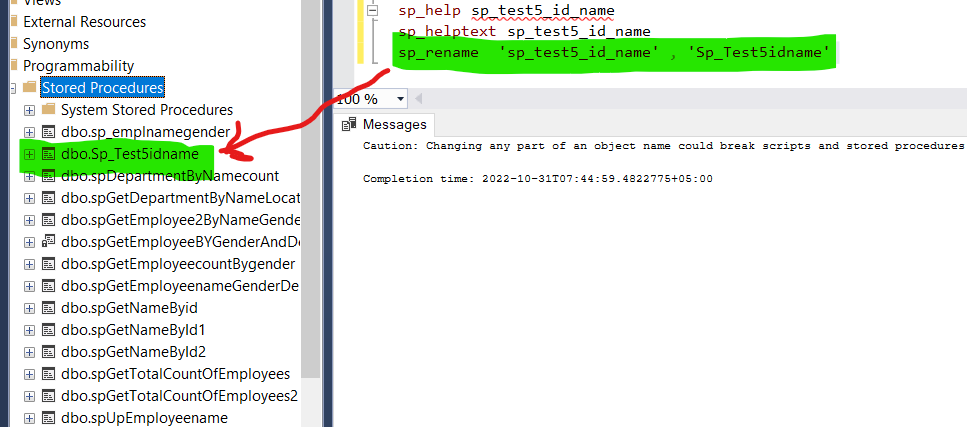 Views
External Resources
Synonyms
Programmability
Stored Procedures
System Stored Procedures
dbo.sp_emplnamegender
dbo.Sp_Test5idname
dbo.spDepartmentByNamecount
dbo.spGetDepartmentByNameLocat
dbo.spGetEmployee2ByNameGende
dbo.spGetEmployeeBYGenderAndDe
dbo.spGetEmployeecountBygender
dbo.spGetEmployeenameGenderDe
dbo.spGetNameByid
dbo.spGetNameById1
dbo.spGetNameById2
dbo.spGetTotalCountOfEmployees
dbo.spGetTotalCountOfEmployees2
dbo.spUpEmployeename
sp_help sp_test5_id_name
sp_helptext sp_test5_id_name
sp_rename 'sp_test5_id_name' , 'Sp_Test5idname'
100 %
Messages
Caution: Changing any part of an object name could break scripts and stored procedures
Completion time: 2022-10-31T07:44:59.4822775+05:00